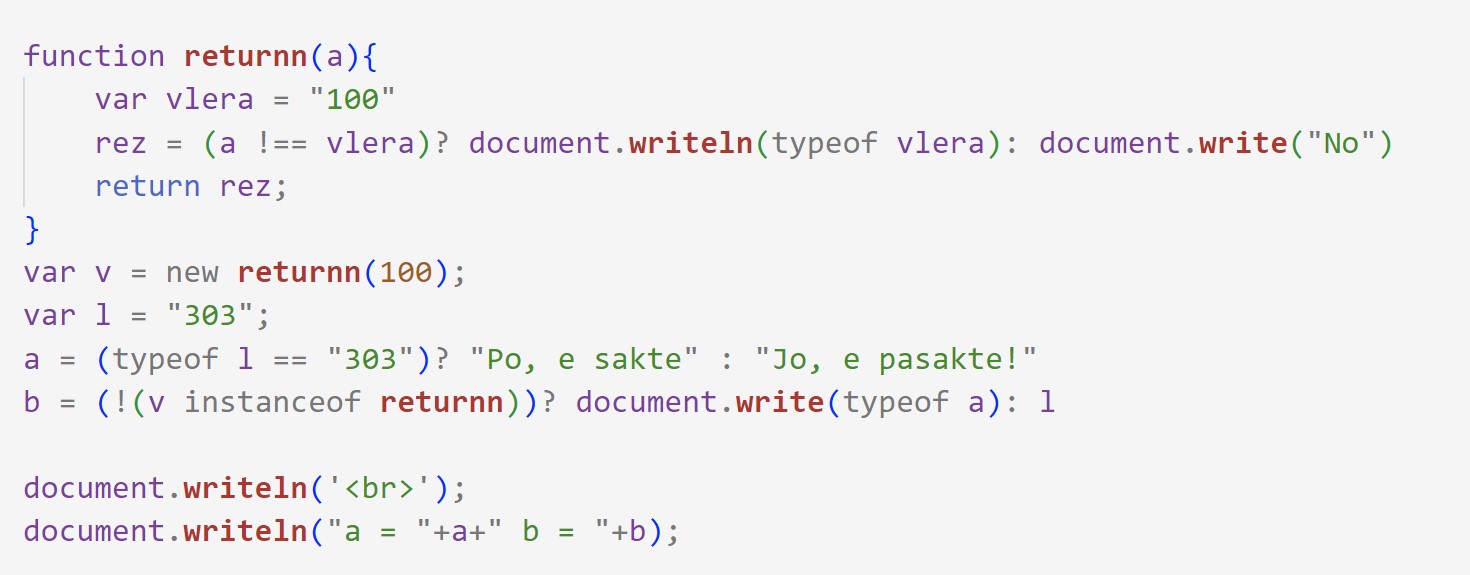 function returnn(a){
    var vlera = "100"
    rez = (a !== vlera)? document.writeln(typeof vlera): document.write("No")
    return rez;
}
var v = new returnn(100);
var l = "303";
a = (typeof l == "303")? "Po, e sakte" : "Jo, e pasakte!"
b = (!(v instanceof returnn))? document.write(typeof a): l

document.writeln('<br>');
document.writeln("a = "+a+" b = "+b);